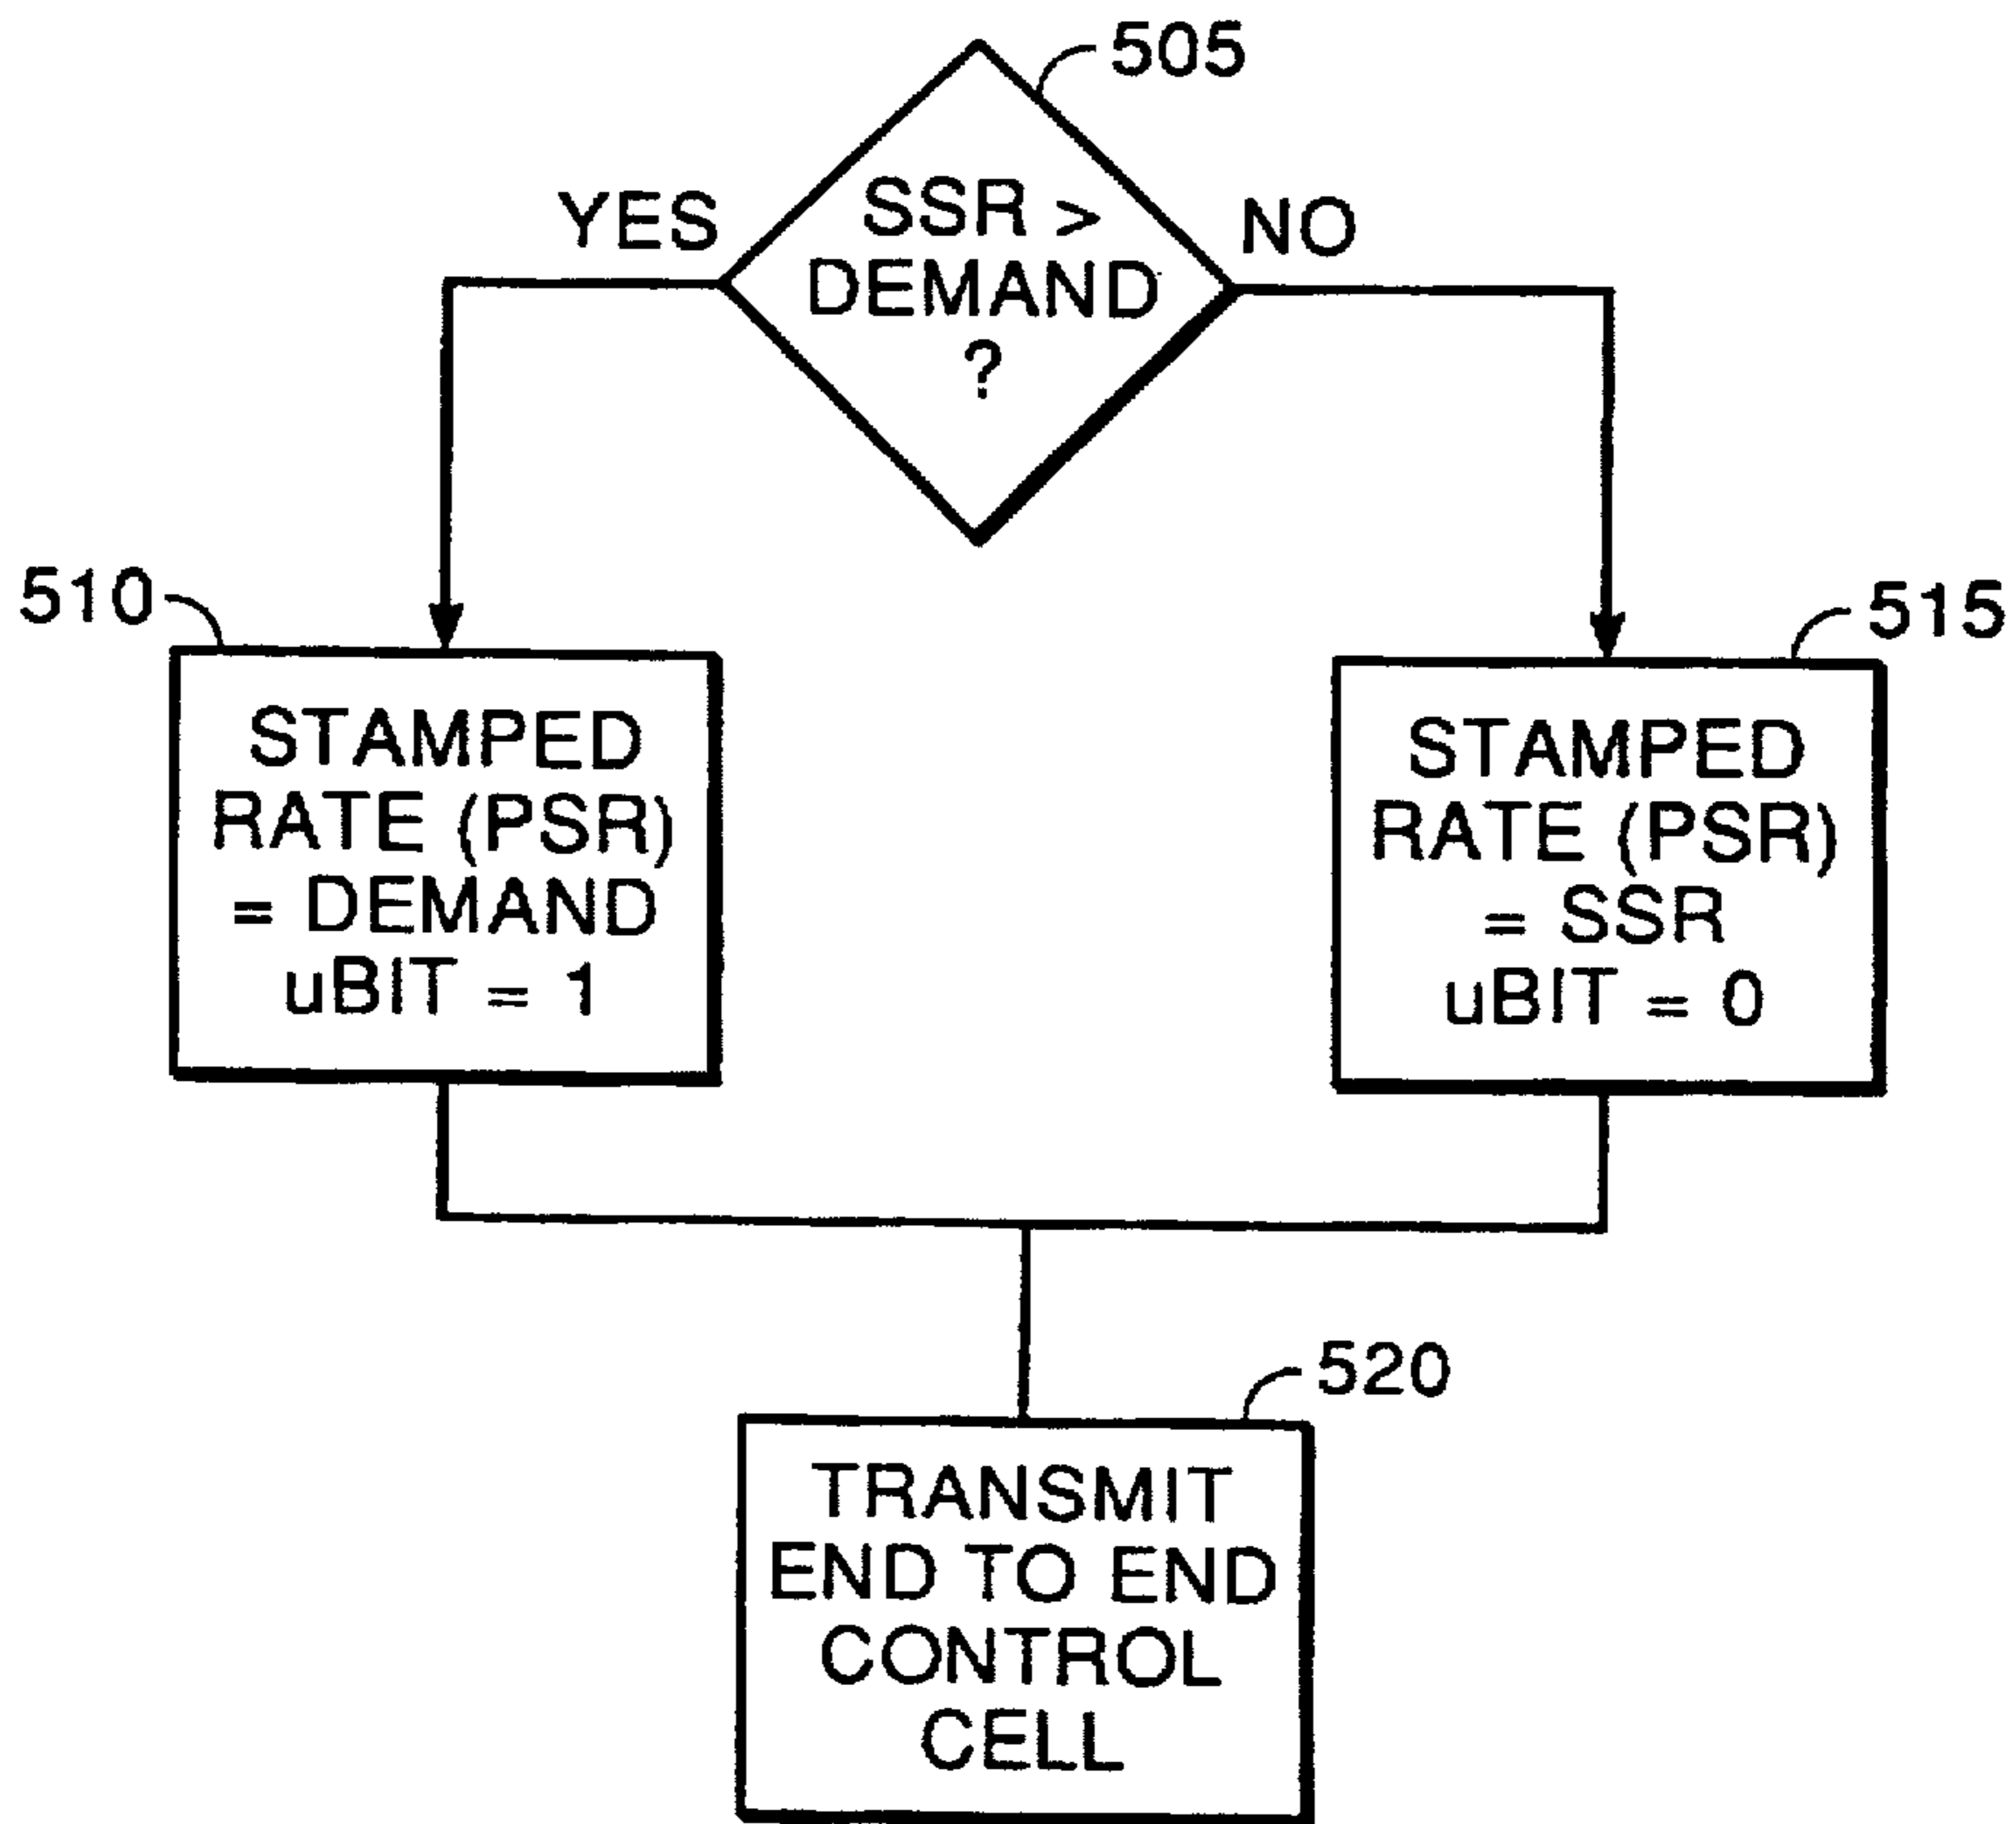 505
SSR >
DEMAND
?
YES
NO
510
STAMPED
RATE (PSR)
= DEMAND
uBIT = 1
515
STAMPED
RATE (PSR)
= SSR
uBIT = 0
520
TRANSMIT
END TO END
CONTROL
CELL